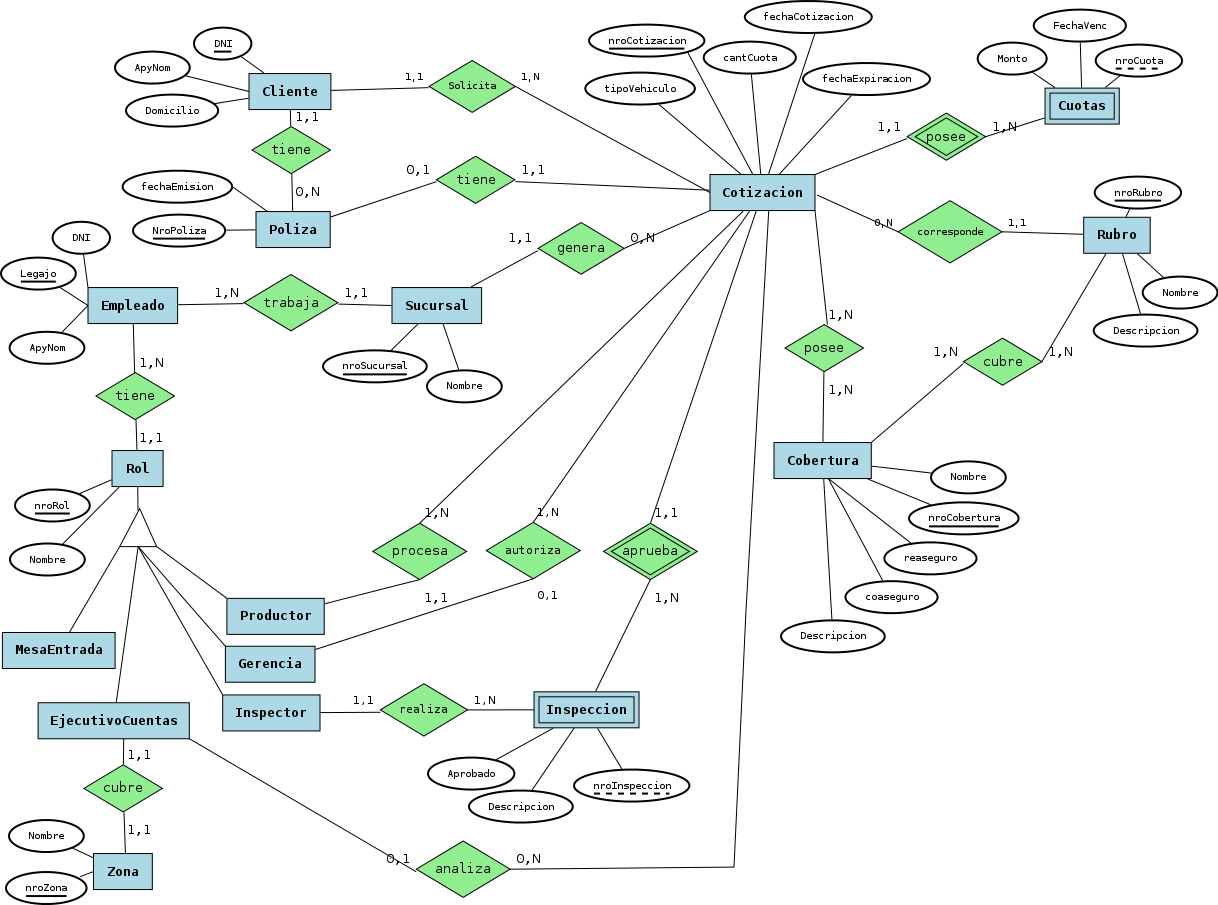 fechaCotizacion
FechaVenc
nroCotizacion
DNI
cantCuota
Monto
nroCuota
ApyNom
1,1
Solicita
1,N
tipoVehiculo
fechaExpiracion
Cliente
Domicilio
Cuotas
1,1
1,1
posee
1,N
tiene
0,1
tiene
1,1
fechaEmision
0,N
Cotizacion
nroRubro
NroPoliza
Poliza
0,N
corresponde
1,1
Rubro
DNI
1,1
genera
0,N
Legajo
Nombre
1,N
1,1
Empleado
trabaja
Sucursal
1,N
Descripcion
ApyNom
posee
1,N
1,N
cubre
1,N
nroSucursal
Nombre
tiene
1,N
1,1
Rol
Cobertura
Nombre
nroRol
1,N
1,N
1,1
nroCobertura
Nombre
procesa
autoriza
aprueba
reaseguro
1,1
0,1
1,N
coaseguro
Productor
Descripcion
MesaEntrada
Gerencia
1,1
realiza
1,N
Inspector
Inspeccion
EjecutivoCuentas
1,1
Aprobado
cubre
nroInspeccion
Descripcion
Nombre
1,1
0,1
analiza
0,N
Zona
nroZona